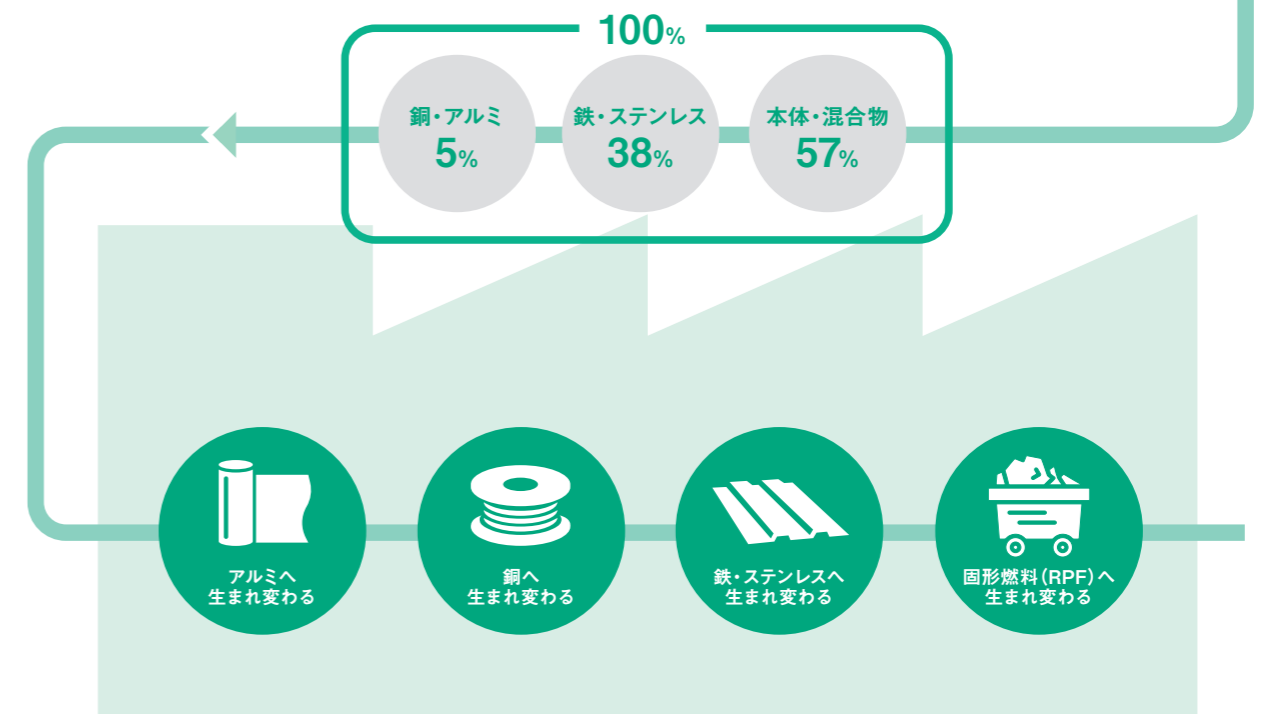 100%
銅・アルミ
5%
鉄・ステンレス
38%
本体・混合物
57%
アルミへ
生まれ変わる
銅へ
生まれ変わる
鉄・ステンレスへ
生まれ変わる
固形燃料(RPF)へ
生まれ変わる